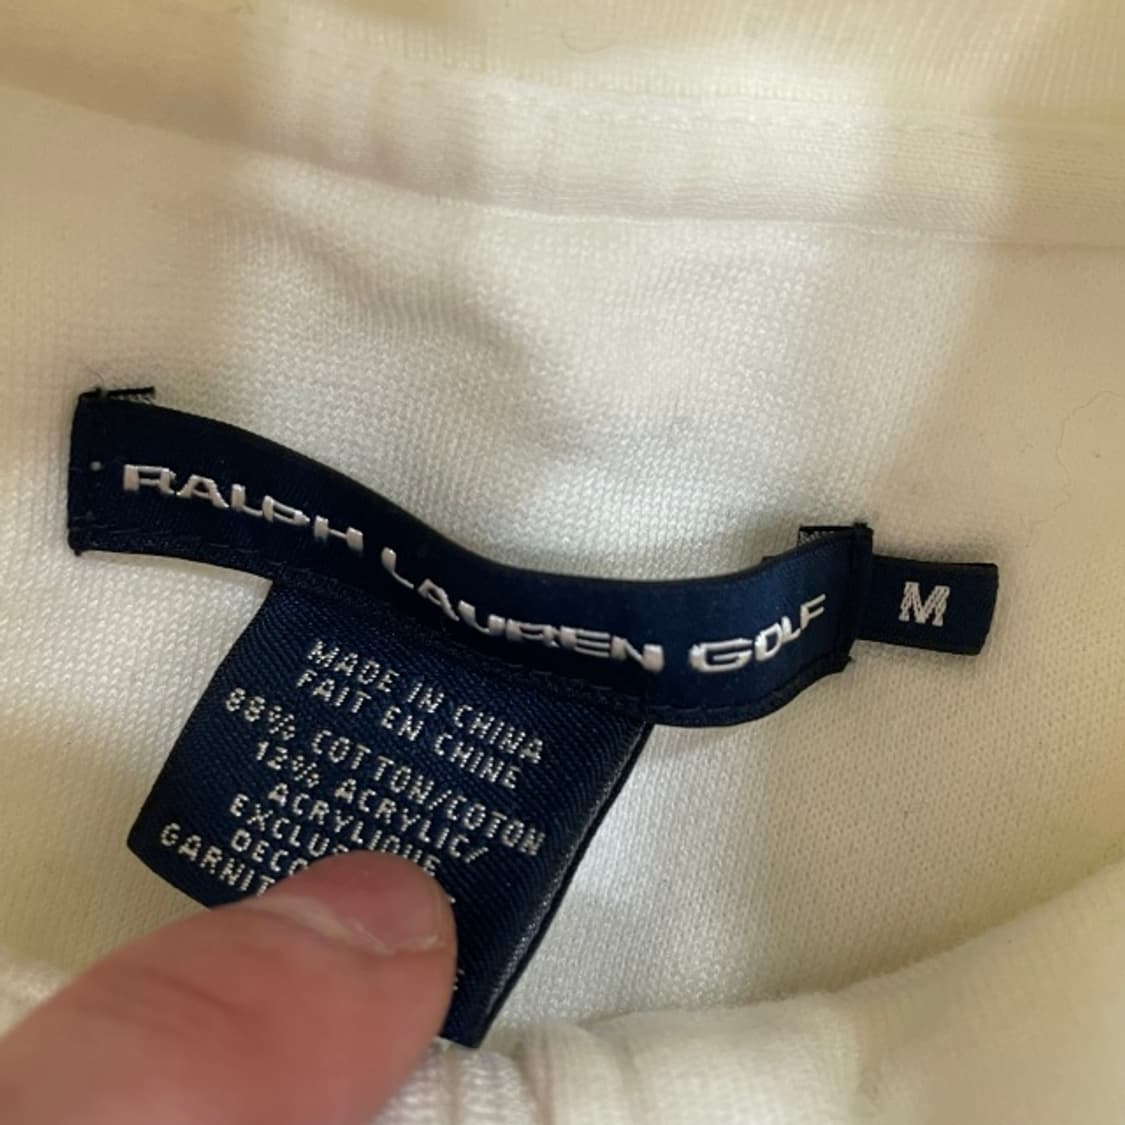 RALPH LAUREN GOLF
M
MADE IN CHINA
FAIT EN CHINE
88% COTTON/COTON
12% ACRYLIC/
ACRYLIQUE